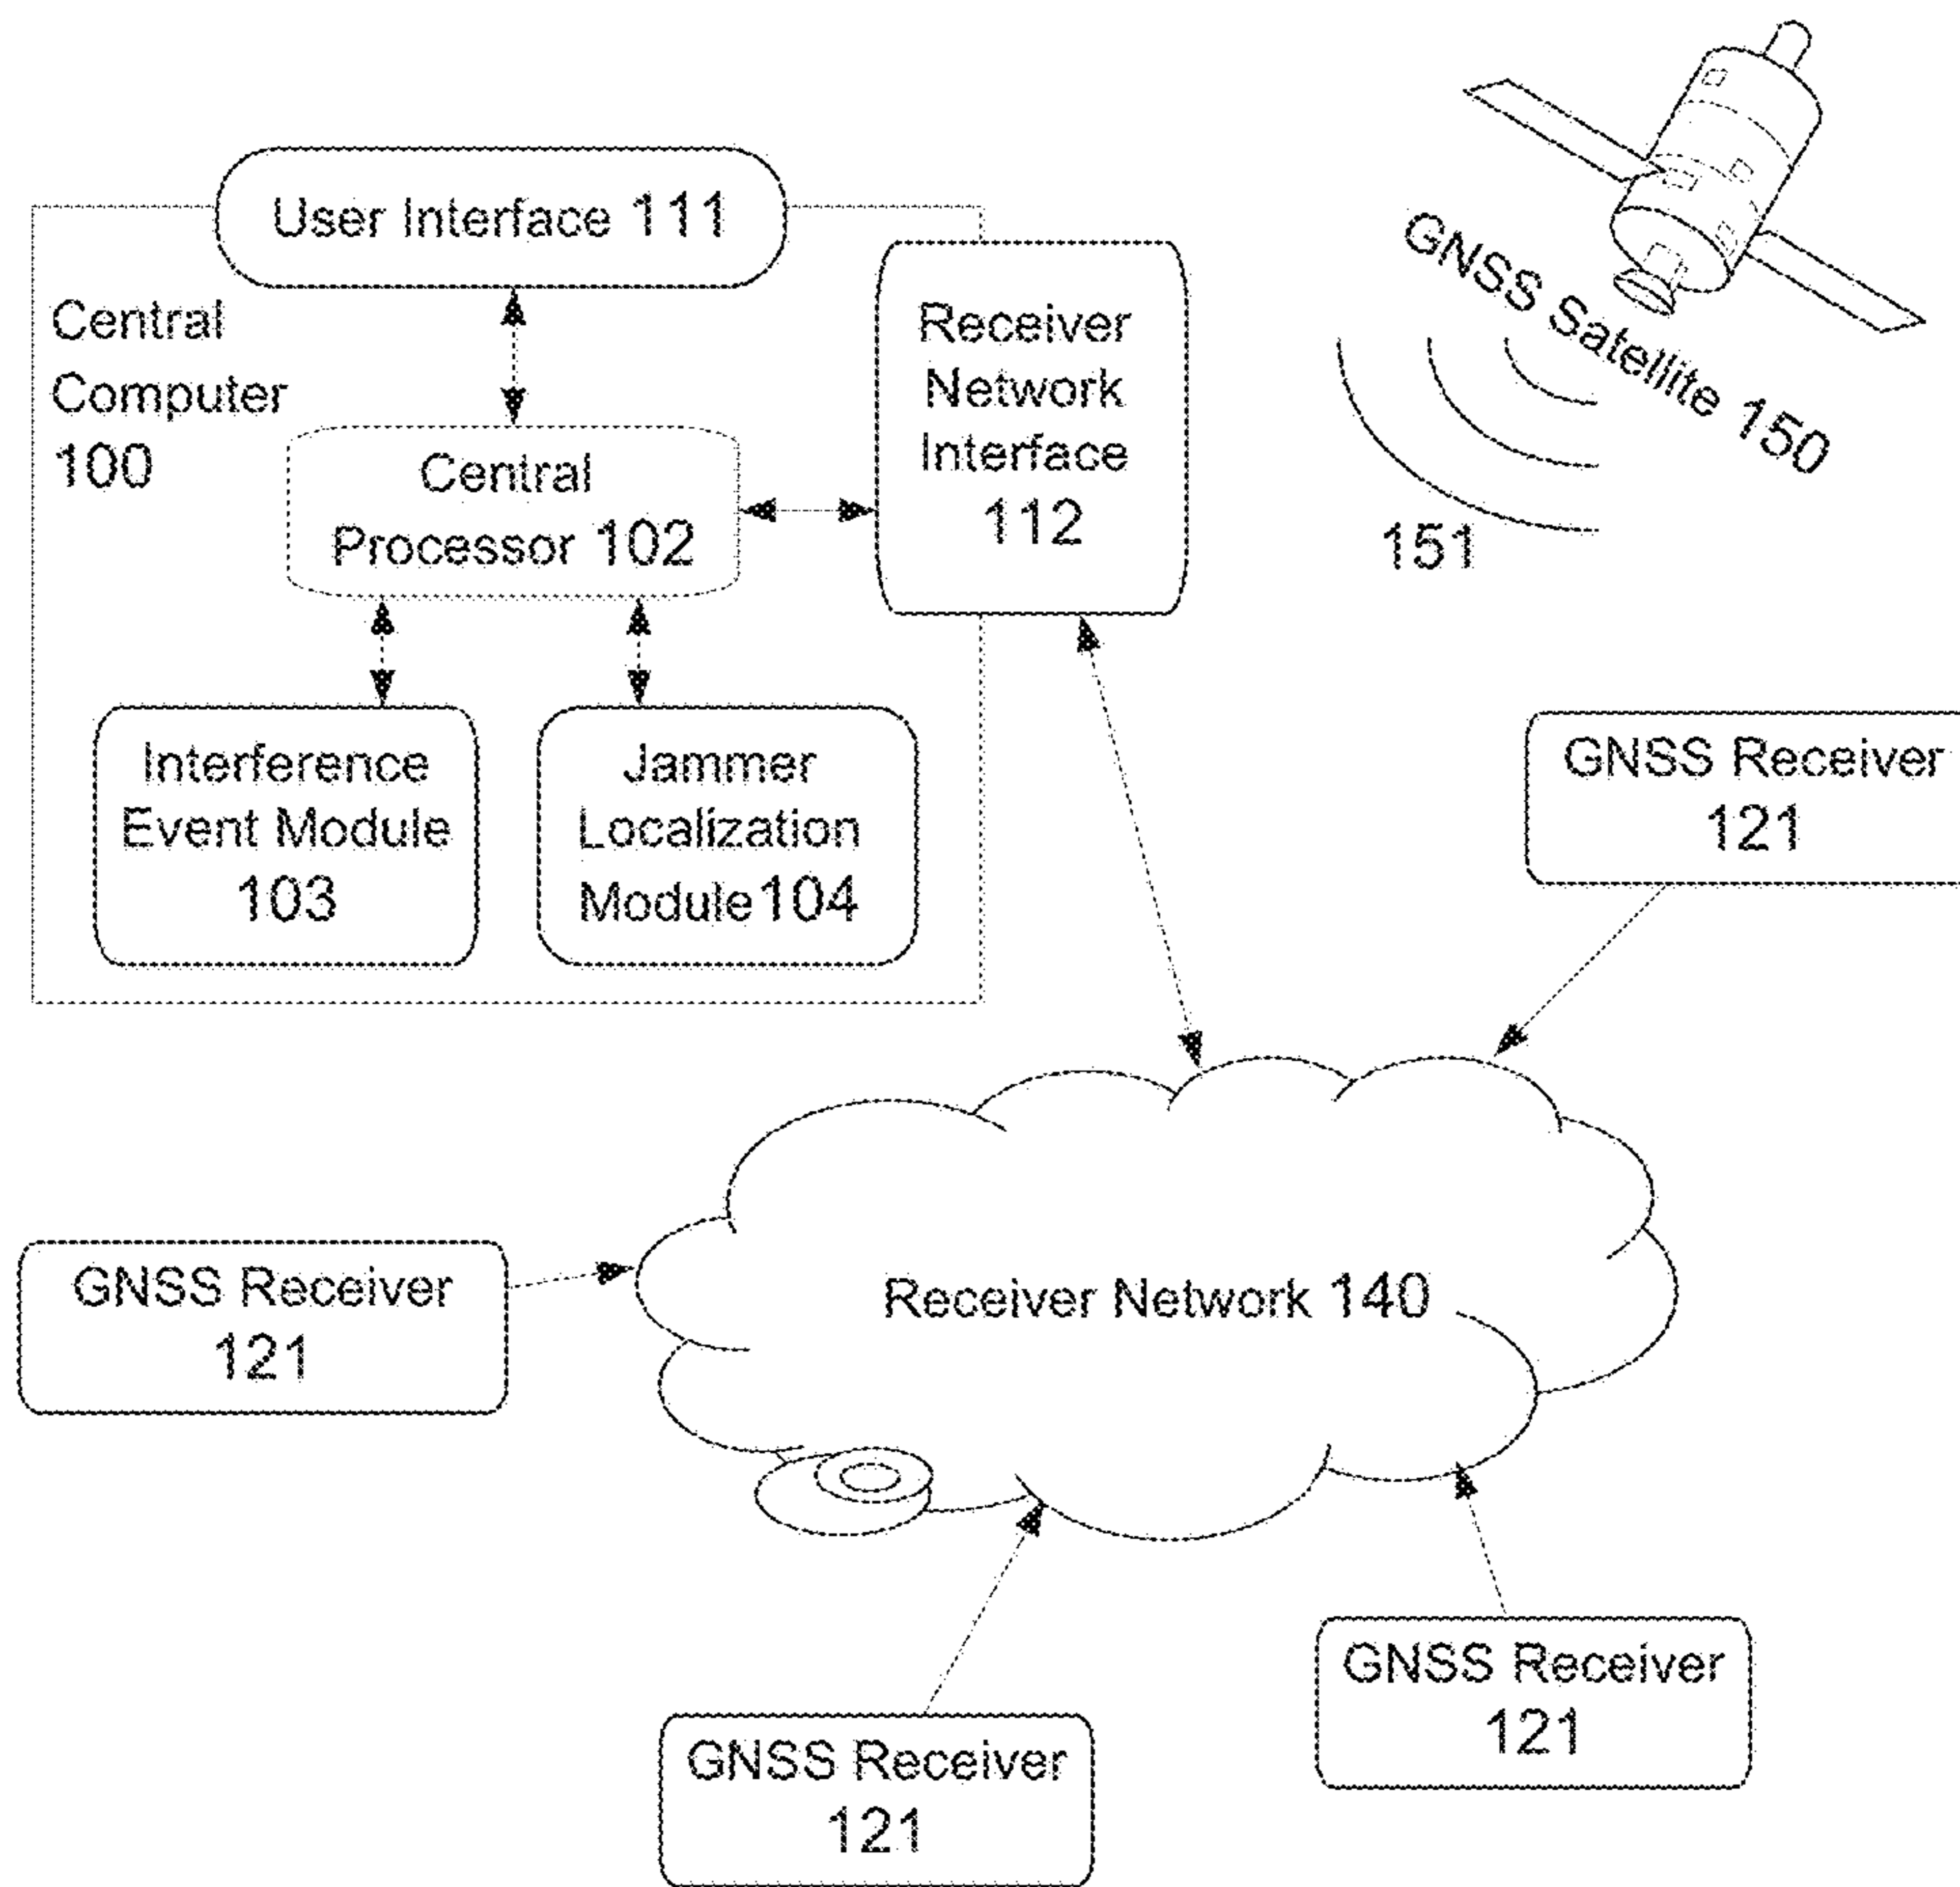 User Interface 111
Central
Computer
100
Central
Processor 102
Receiver
Network
Interface
112
Interference
Event Module
103
Jammer
Localization
Module 104
GNSS Satellite 150
151
GNSS Receiver
121
GNSS Receiver
121
Receiver Network 140
GNSS Receiver
121
GNSS Receiver
121